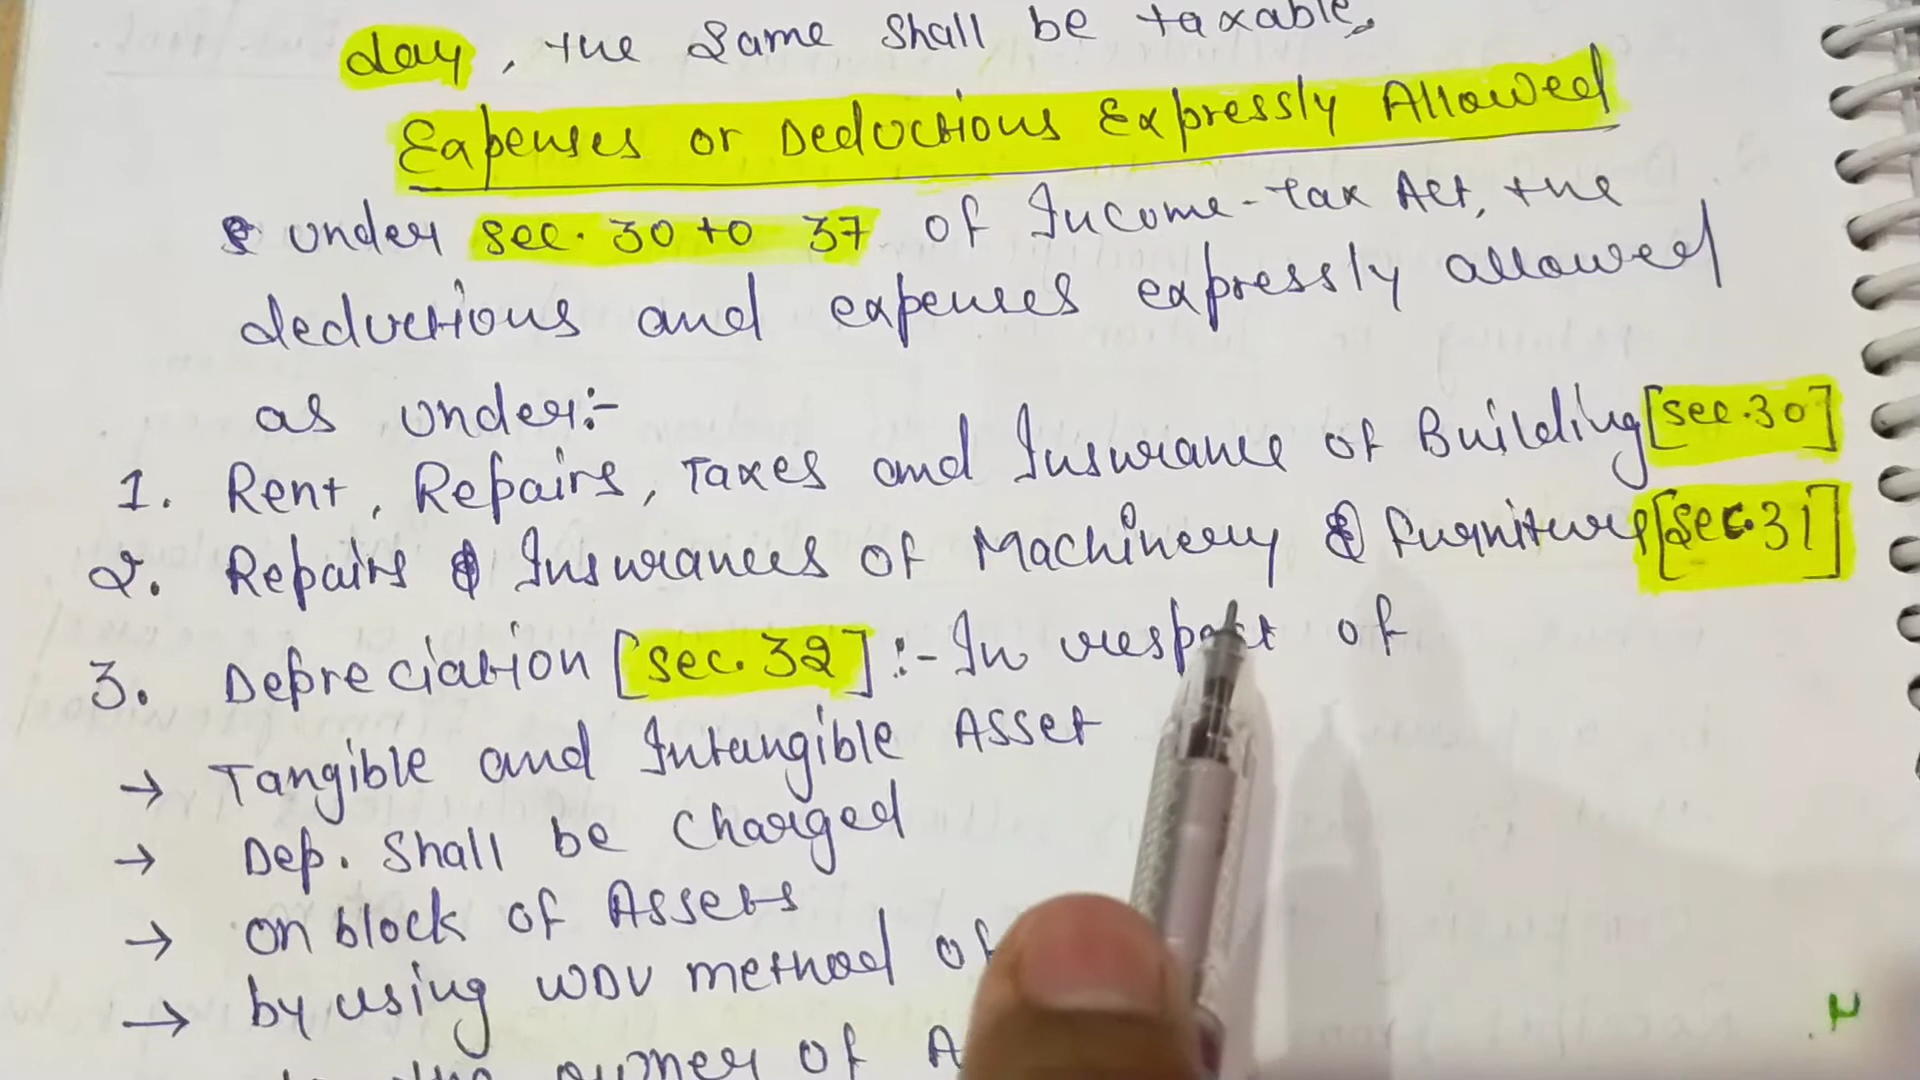 day, the same shall be taxable.
Expenses or Deductions Expressly Allowed
under sec. 30 to 37 of Income-tax Act, the
deductions and expenses expressly allowed
as under:-
1. Rent, Repairs, Taxes and Insurance of Building [sec.30]
2. Repairs & Insurances of Machinery & furniture [sec.31]
3. Depreciation [sec.32] :- In respect of
→ Tangible and Intangible Asset
→ Dep. shall be charged
→ on block of Assets
→ by using WDV method of
the owner of A